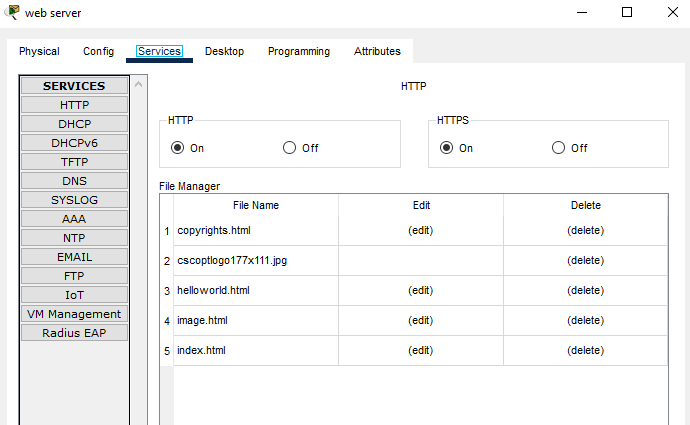 web server
Physical Config Services Desktop Programming Attributes
SERVICES
HTTP
DHCP
DHCPv6
TFTP
DNS
SYSLOG
AAA
NTP
EMAIL
FTP
IoT
VM Management
Radius EAP
HTTP
HTTP
On Off
HTTPS
On Off
File Manager
File Name Edit Delete
1 copyrights.html (edit) (delete)
2 cscoptlogo177x111.jpg (delete)
3 helloworld.html (edit) (delete)
4 image.html (edit) (delete)
5 index.html (edit) (delete)